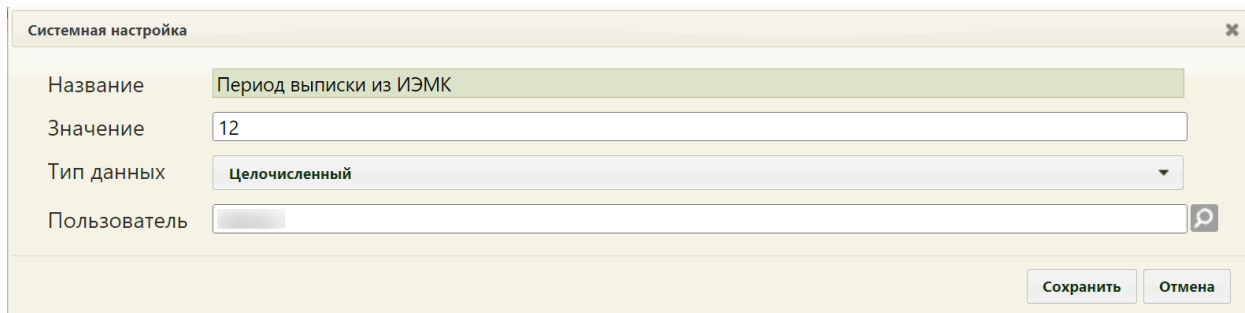 Системная настройка
Название Период выписки из ИЭМК
Значение 12
Тип данных Целочисленный
Пользователь
Сохранить Отмена